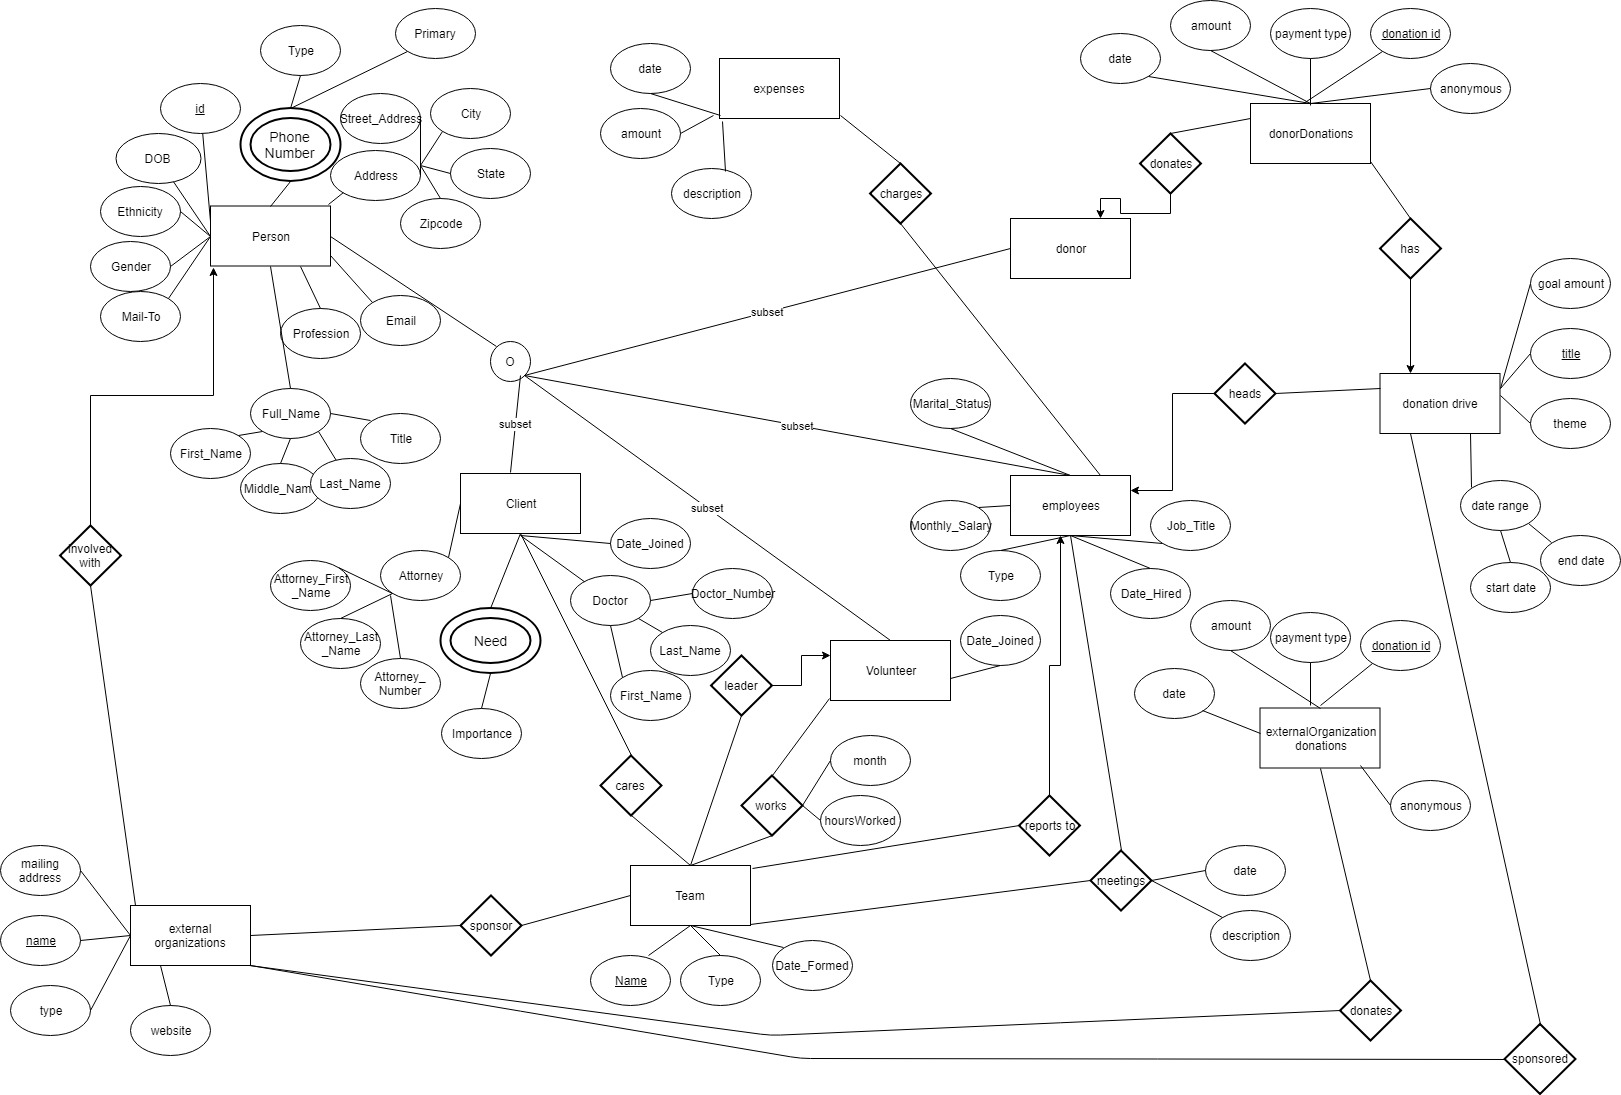 Primary
Type
amount
payment type
donation id
date
date
expenses
anonymous
id
Street_Address
City
amount
donorDonations
Phone
Number
DOB
donates
State
Address
description
charges
Ethnicity
Zipcode
Person
donor
has
Gender
goal amount
Mail-To
Profession
Email
subset
title
O
heads
donation drive
Marital_Status
Full_Name
theme
subset
subset
Title
First_Name
Middle_Nam
Last_Name
Client
subset
employees
date range
Monthly_Salary
Job_Title
Date_Joined
involved
with
end date
Attorney
Type
Attorney_First
_Name
Doctor
Doctor_Number
Date_Hired
start date
amount
payment type
donation id
Attorney_Last
_Name
Need
Last_Name
Date_Joined
Volunteer
leader
Attorney_
Number
First_Name
date
Importance
externalOrganization
donations
month
cares
works
hoursWorked
reports to
anonymous
mailing
address
meetings
date
Team
sponsor
external
organizations
name
description
Date_Formed
Name
Type
type
website
donates
sponsored